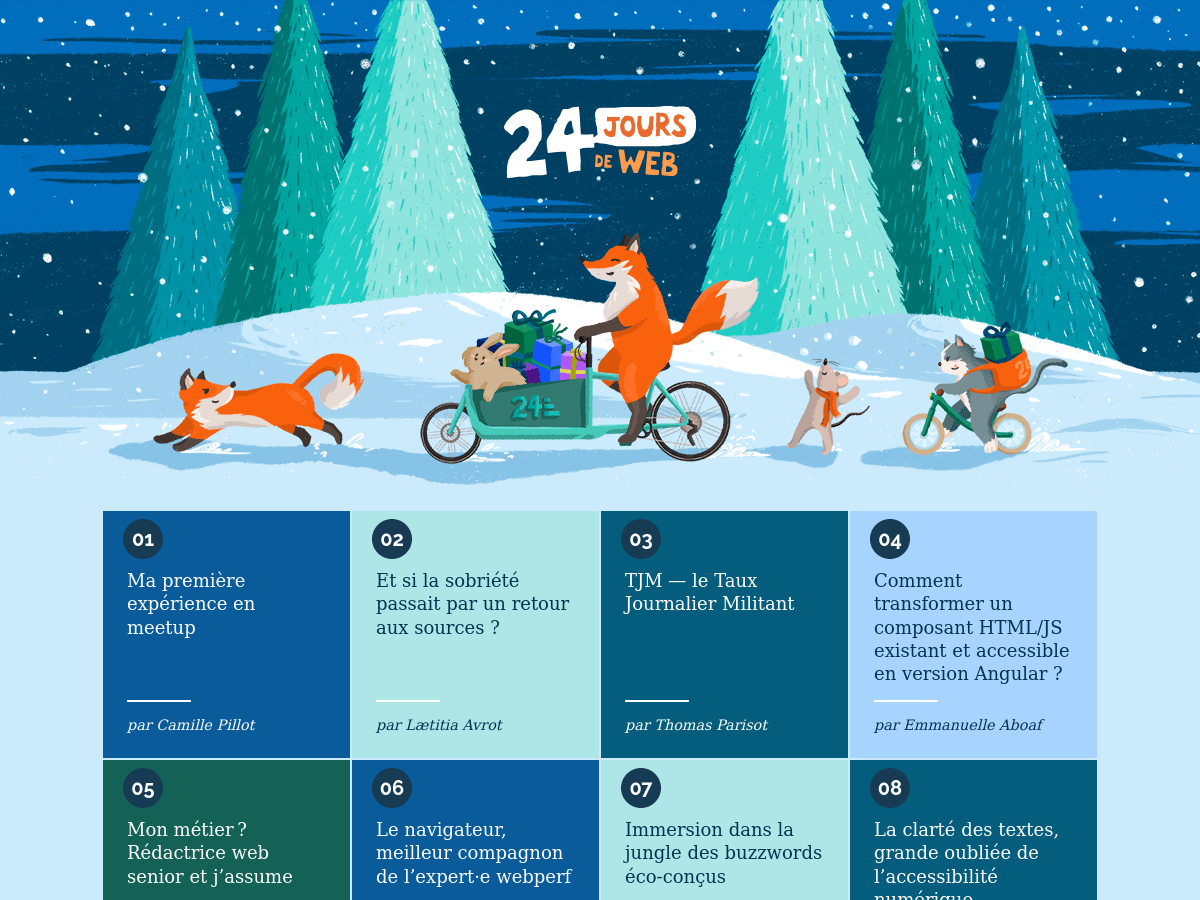 24 JOURS
DE WEB
24
24
01
Ma première
expérience en
meetup
par Camille Pillot
02
Et si la sobriété
passait par un retour
aux sources ?
par Lætitia Avrot
03
TJM — le Taux
Journalier Militant
par Thomas Parisot
04
Comment
transformer un
composant HTML/JS
existant et accessible
en version Angular ?
par Emmanuelle Aboaf
05
Mon métier ?
Rédactrice web
senior et j’assume
06
Le navigateur,
meilleur compagnon
de l’expert·e webperf
07
Immersion dans la
jungle des buzzwords
éco-conçus
08
La clarté des textes,
grande oubliée de
l’accessibilité
numérique